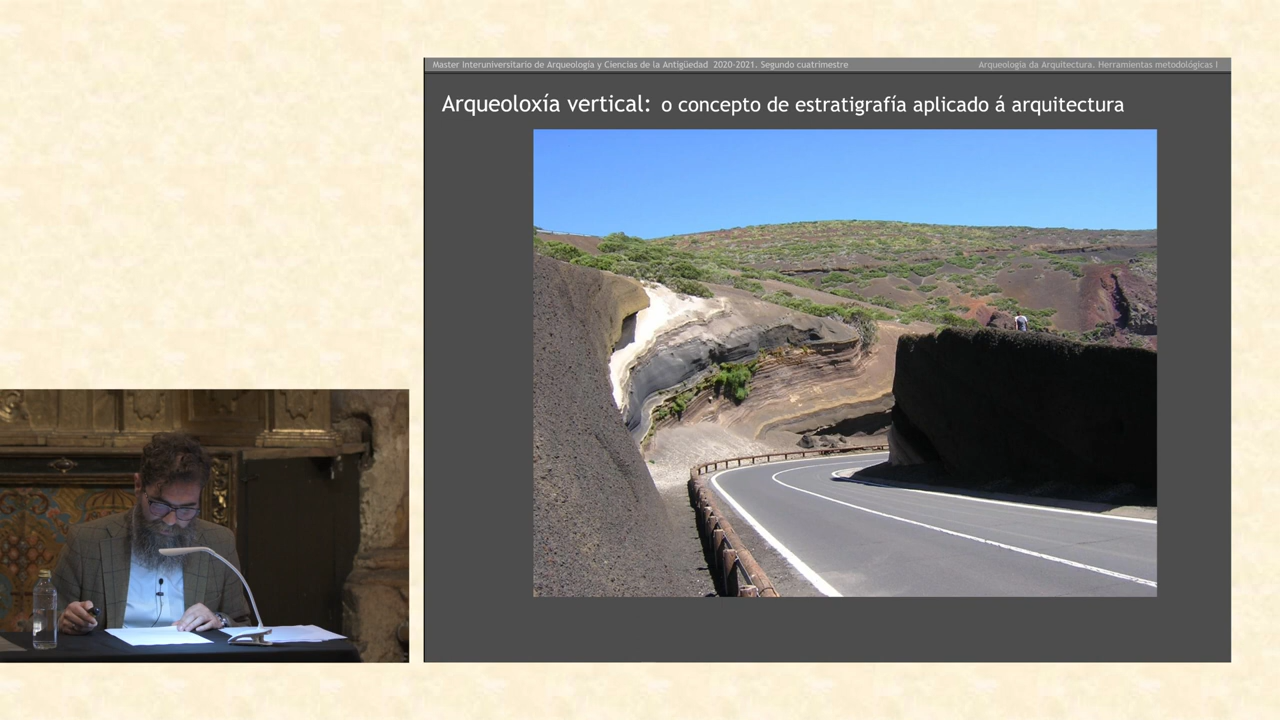 Master Interuniversitario de Arqueología y Ciencias de la Antigüedad  2020-2021. Segundo cuatrimestre
Arqueología da Arquitectura. Herramientas metodológicas I
Arqueoloxía vertical: o concepto de estratigrafía aplicado á arquitectura